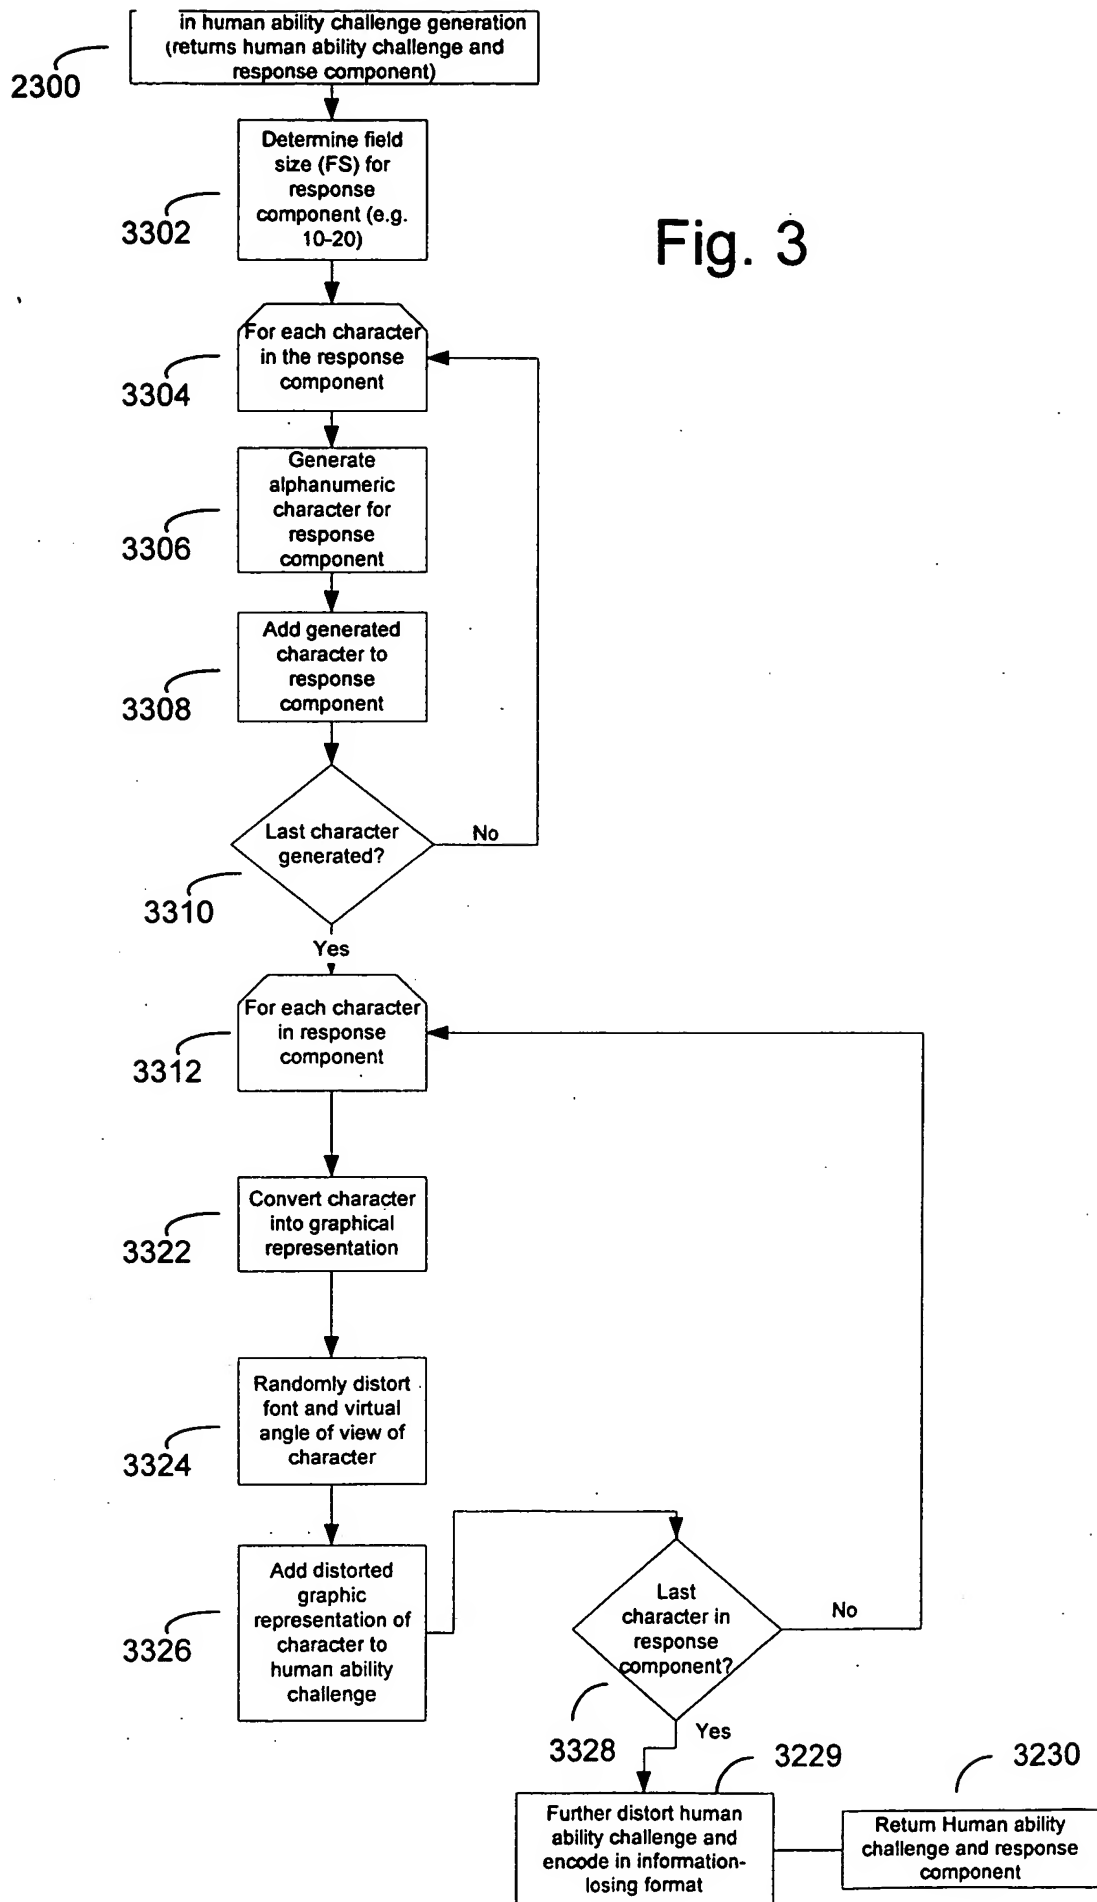 in human ability challenge generation
(returns human ability challenge and
response component)
2300
Determine field
size (FS) for
response
component (e.g.
10-20)
3302
Fig. 3
For each character
in the response
component
3304
Generate
alphanumeric
character for
response
component
3306
Add generated
character to
response
component
3308
Last character
generated?
No
3310
Yes
For each character
in response
component
3312
Convert character
into graphical
representation
3322
Randomly distort
font and virtual
angle of view of
character
3324
Add distorted
graphic
representation of
character to
human ability
challenge
3326
Last
character in
response
component?
No
3328
Yes
3229
3230
Further distort human
ability challenge and
encode in information-
losing format
Return Human ability
challenge and response
component